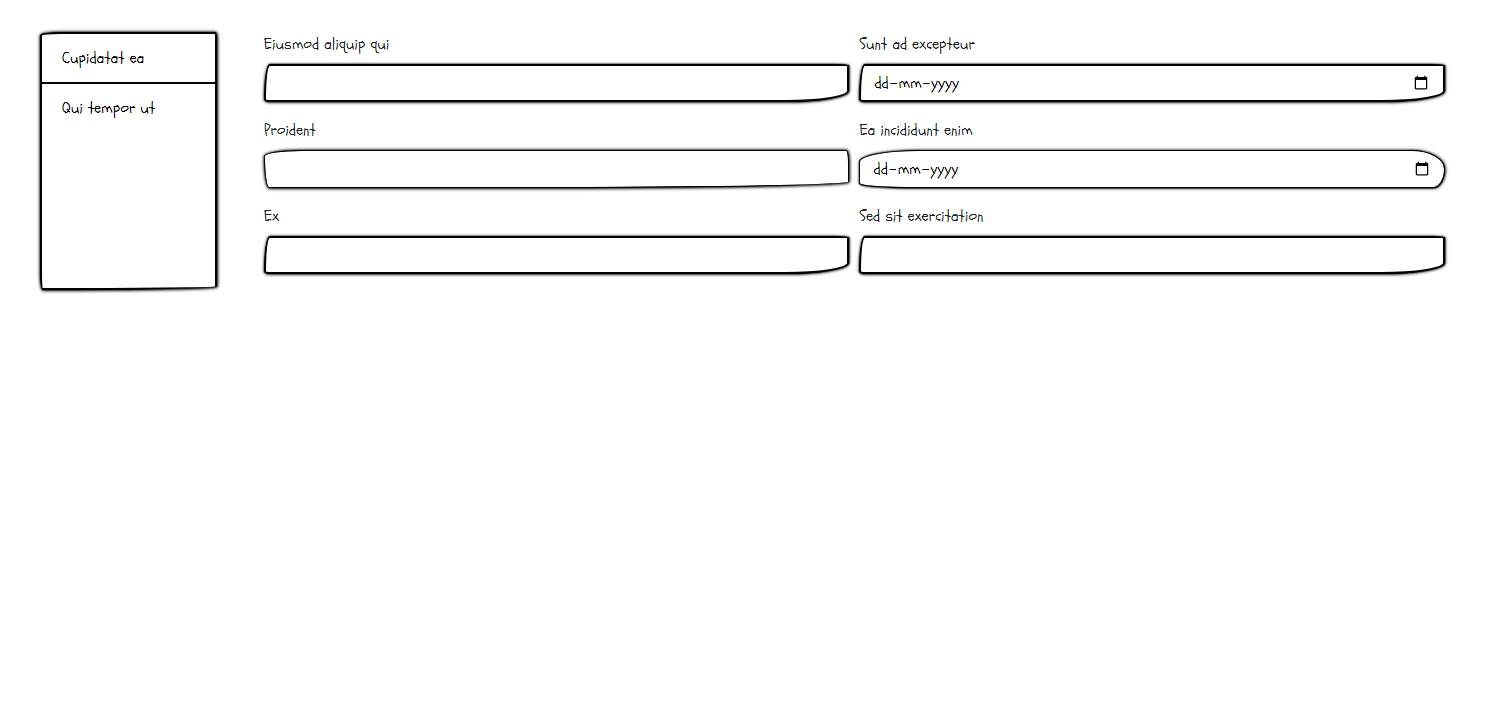 Cupidatat ea
Qui tempor ut
Eiusmod aliquip qui
Sunt ad excepteur
dd-mm-yyyy
Proident
Ea incididunt enim
dd-mm-yyyy
Ex
Sed sit exercitation